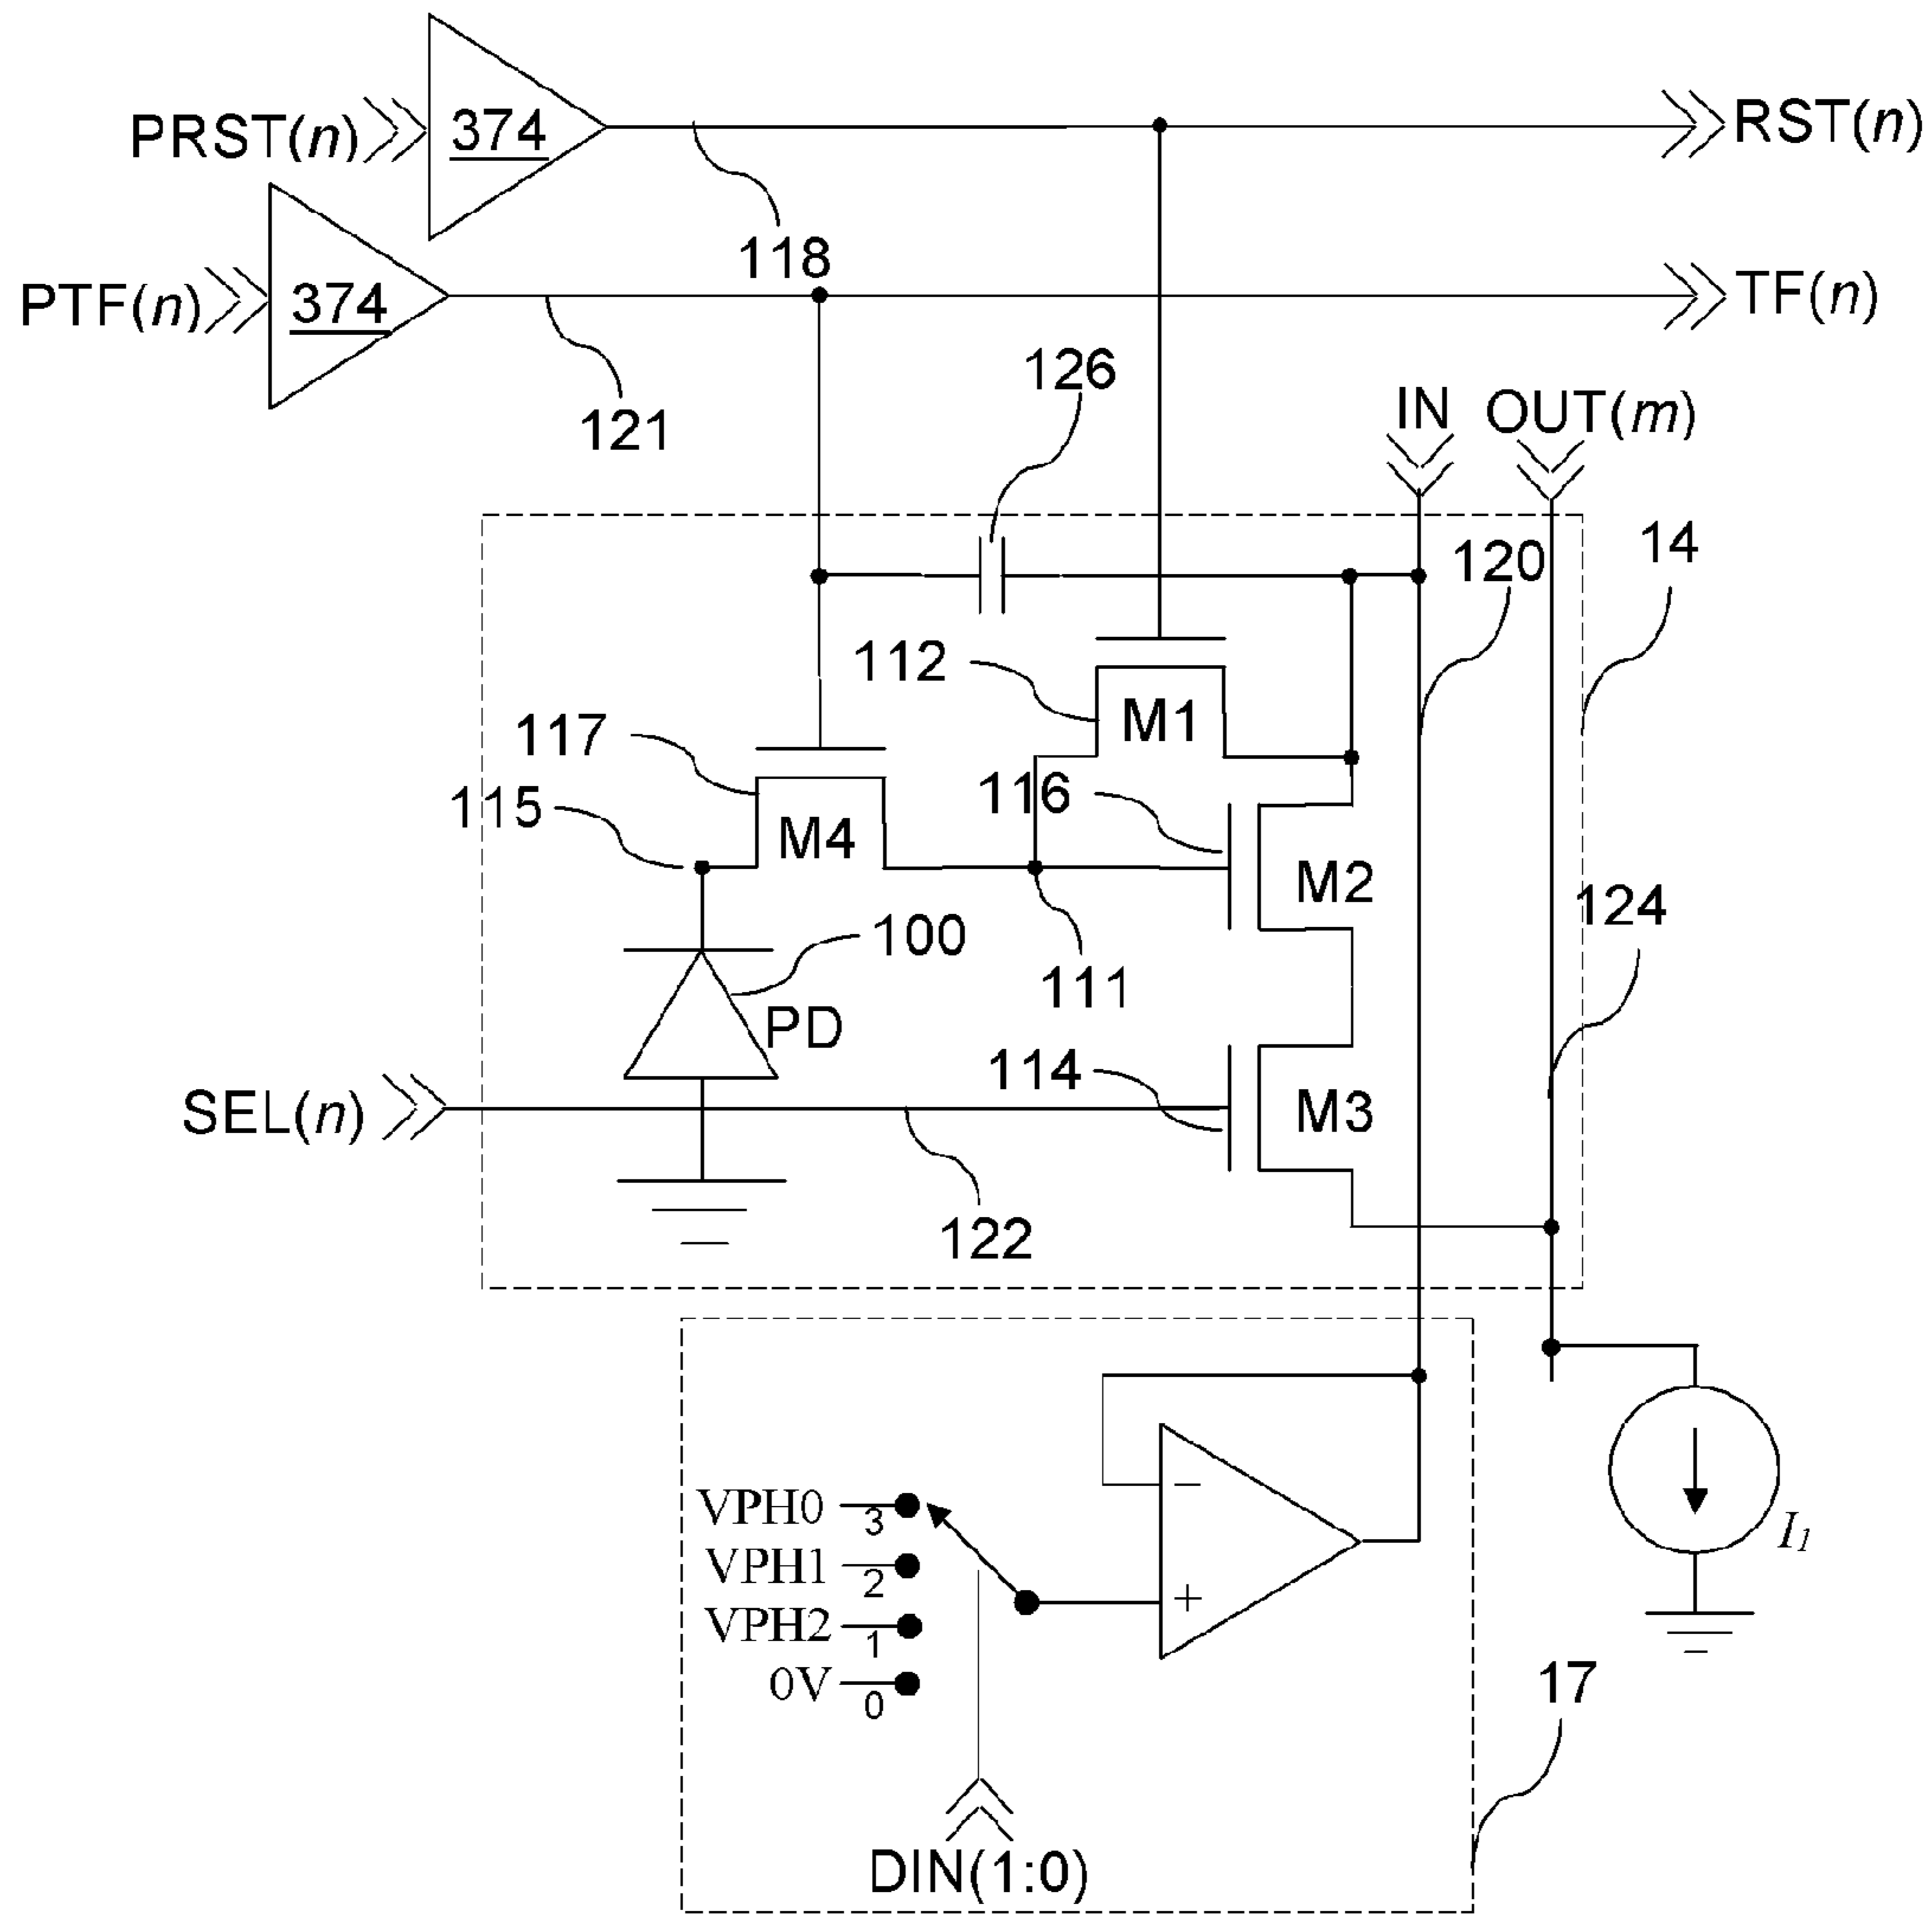 PRST(n)
374
RST(n)
118
PTF(n)
374
TF(n)
121
126
IN
OUT(m)
14
120
112
M1
117
116
115
M4
M2
124
100
111
PD
114
M3
SEL(n)
122
VPH0
3
VPH1
2
VPH2
1
0V
0
−
+
I1
17
DIN(1:0)